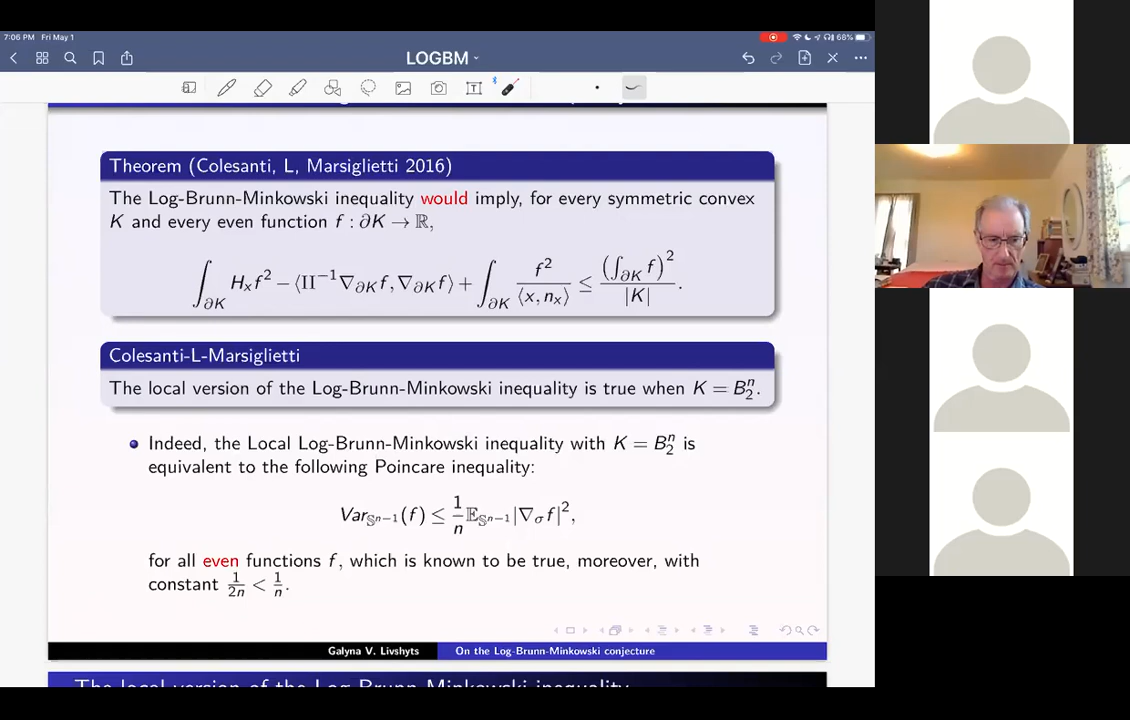 7:06 PM Fri May 1
68%
LOGBM
Theorem (Colesanti, L, Marsiglietti 2016)
The Log-Brunn-Minkowski inequality would imply, for every symmetric convex
K and every even function f : ∂K → ℝ,
∫_{∂K} H_x f² − ⟨II⁻¹∇_{∂K} f, ∇_{∂K} f⟩ + ∫_{∂K} f²/⟨x, n_x⟩ ≤ (∫_{∂K} f)²/|K|.
Colesanti-L-Marsiglietti
The local version of the Log-Brunn-Minkowski inequality is true when K = B₂ⁿ.
Indeed, the Local Log-Brunn-Minkowski inequality with K = B₂ⁿ is
equivalent to the following Poincare inequality:
Var_{𝕊ⁿ⁻¹}(f) ≤ 1/n 𝔼_{𝕊ⁿ⁻¹}|∇_σ f|²,
for all even functions f, which is known to be true, moreover, with
constant 1/2n < 1/n.
Galyna V. Livshyts On the Log-Brunn-Minkowski conjecture
The local version of the Log-Brunn-Minkowski inequality